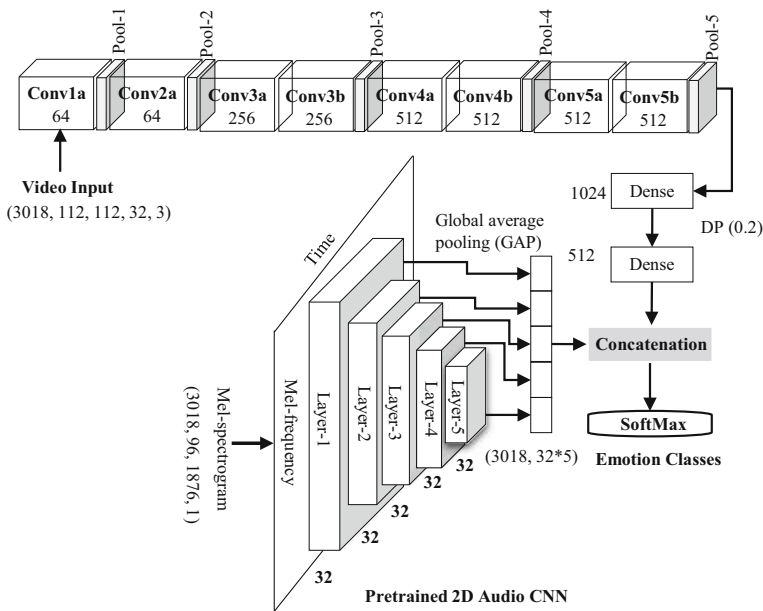 Pool-1
Pool-2
Pool-3
Pool-4
Pool-5
Conv1a
64
Conv2a
64
Conv3a
256
Conv3b
256
Conv4a
512
Conv4b
512
Conv5a
512
Conv5b
512
Video Input
(3018, 112, 112, 32, 3)
1024
Dense
DP (0.2)
512
Dense
Global average
pooling (GAP)
Time
Mel-frequency
Layer-1
Layer-2
Layer-3
Layer-4
Layer-5
Mel-spectrogram
(3018, 96, 1876, 1)
32
32
32
32
32
(3018, 32*5)
Concatenation
SoftMax
Emotion Classes
Pretrained 2D Audio CNN